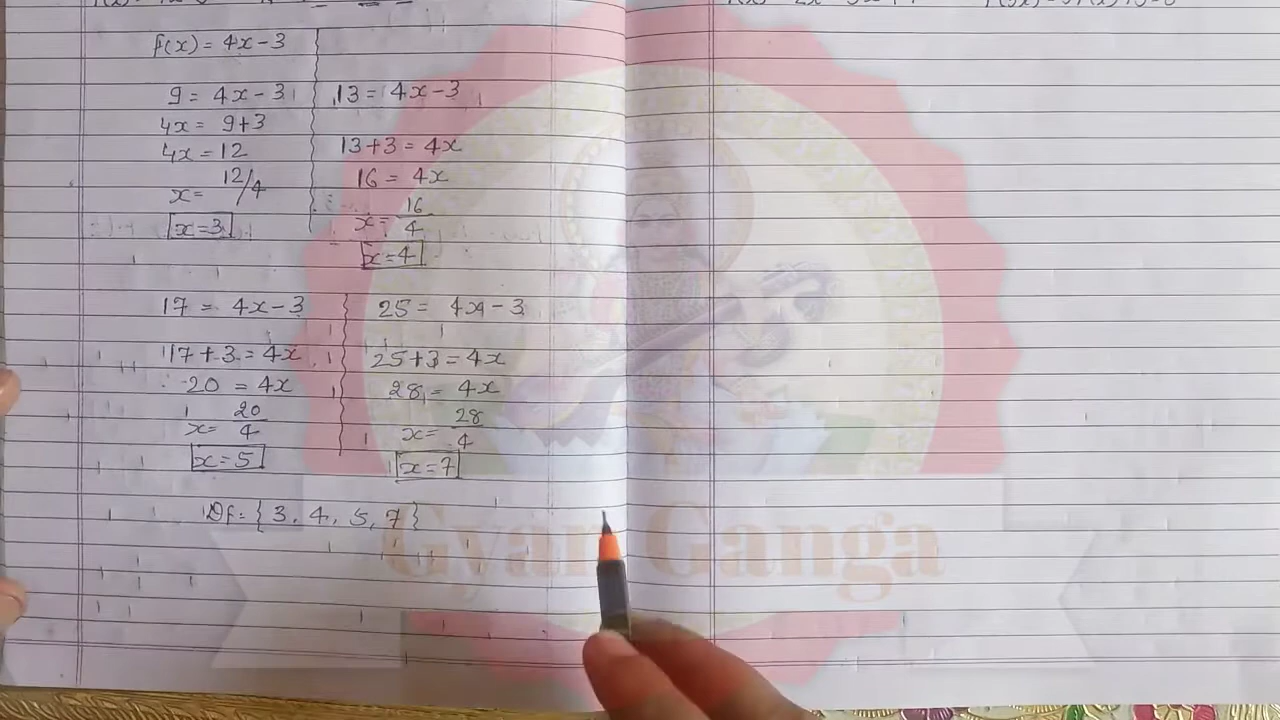 f(x) = 4x-3
9 = 4x-3
4x = 9+3
4x = 12
x = 12/4
x=3
13 = 4x-3
13+3 = 4x
16 = 4x
x = 16/4
x=4
17 = 4x-3
17+3 = 4x
20 = 4x
x = 20/4
x=5
25 = 4x-3
25+3 = 4x
28 = 4x
x = 28/4
x=7
Df = {3, 4, 5, 7}
Gyan Ganga